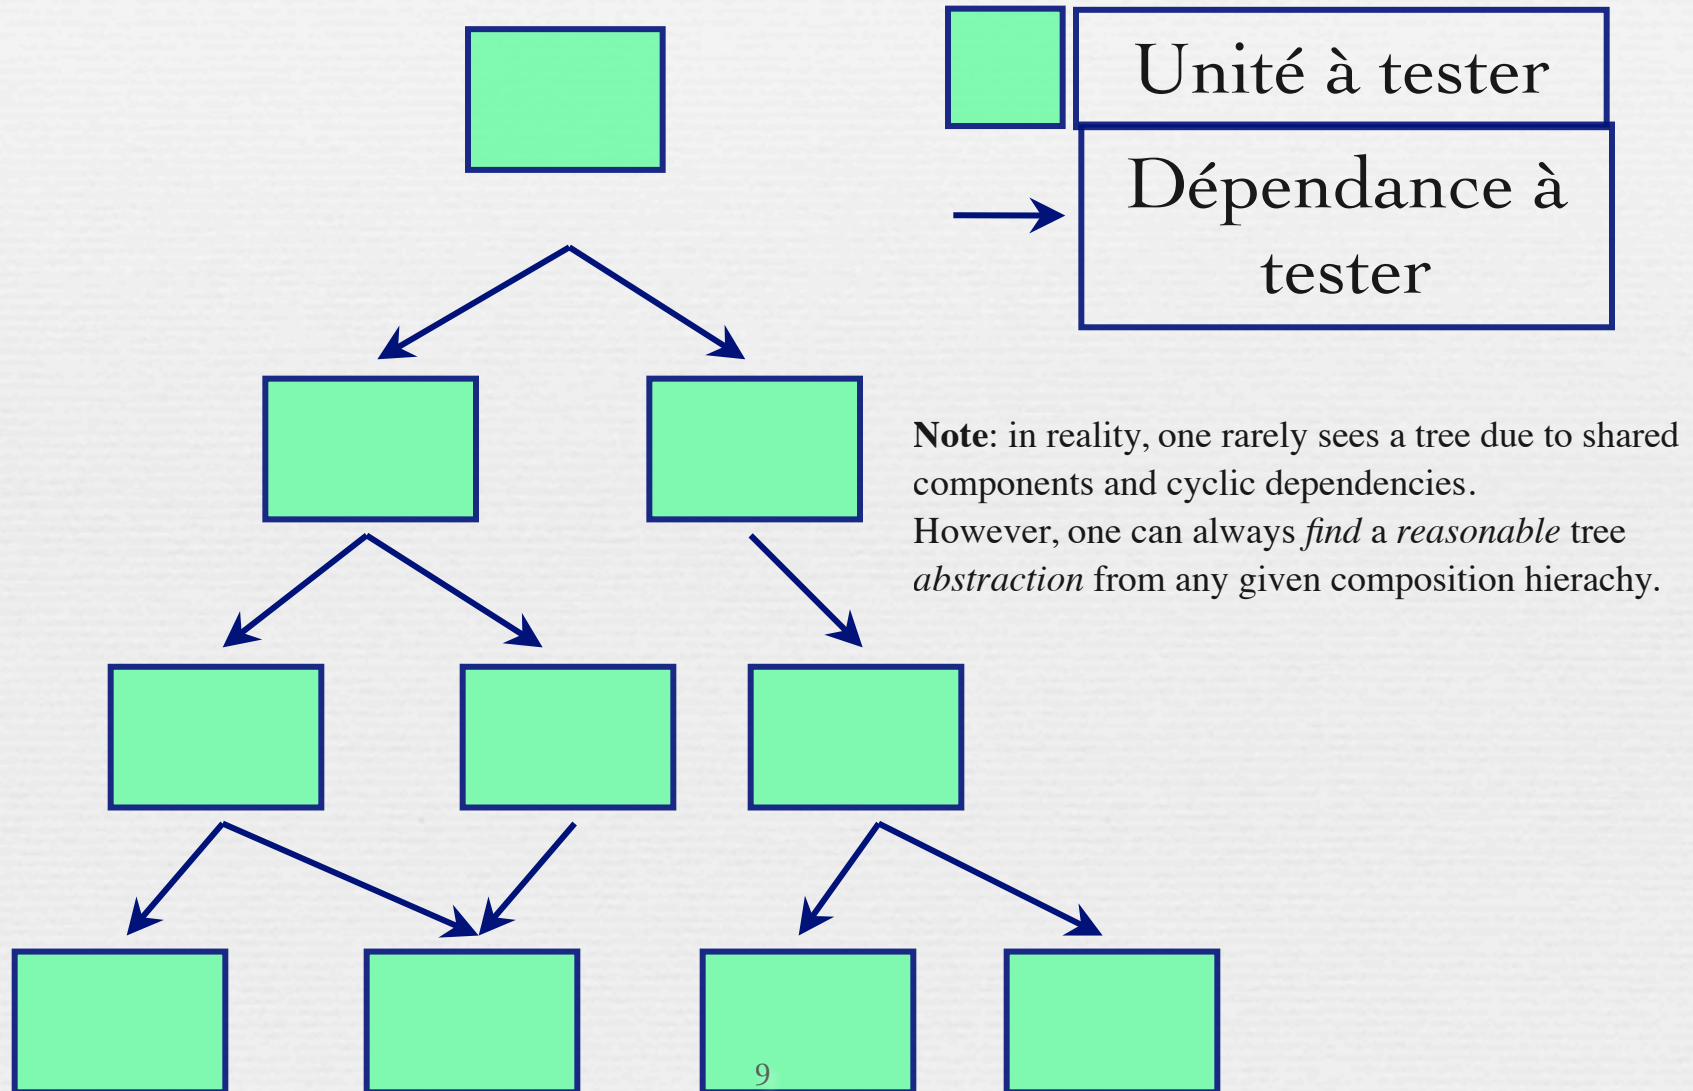 Unité à tester
Dépendance à
tester
Note: in reality, one rarely sees a tree due to shared
components and cyclic dependencies.
However, one can always find a reasonable tree
abstraction from any given composition hierachy.
9